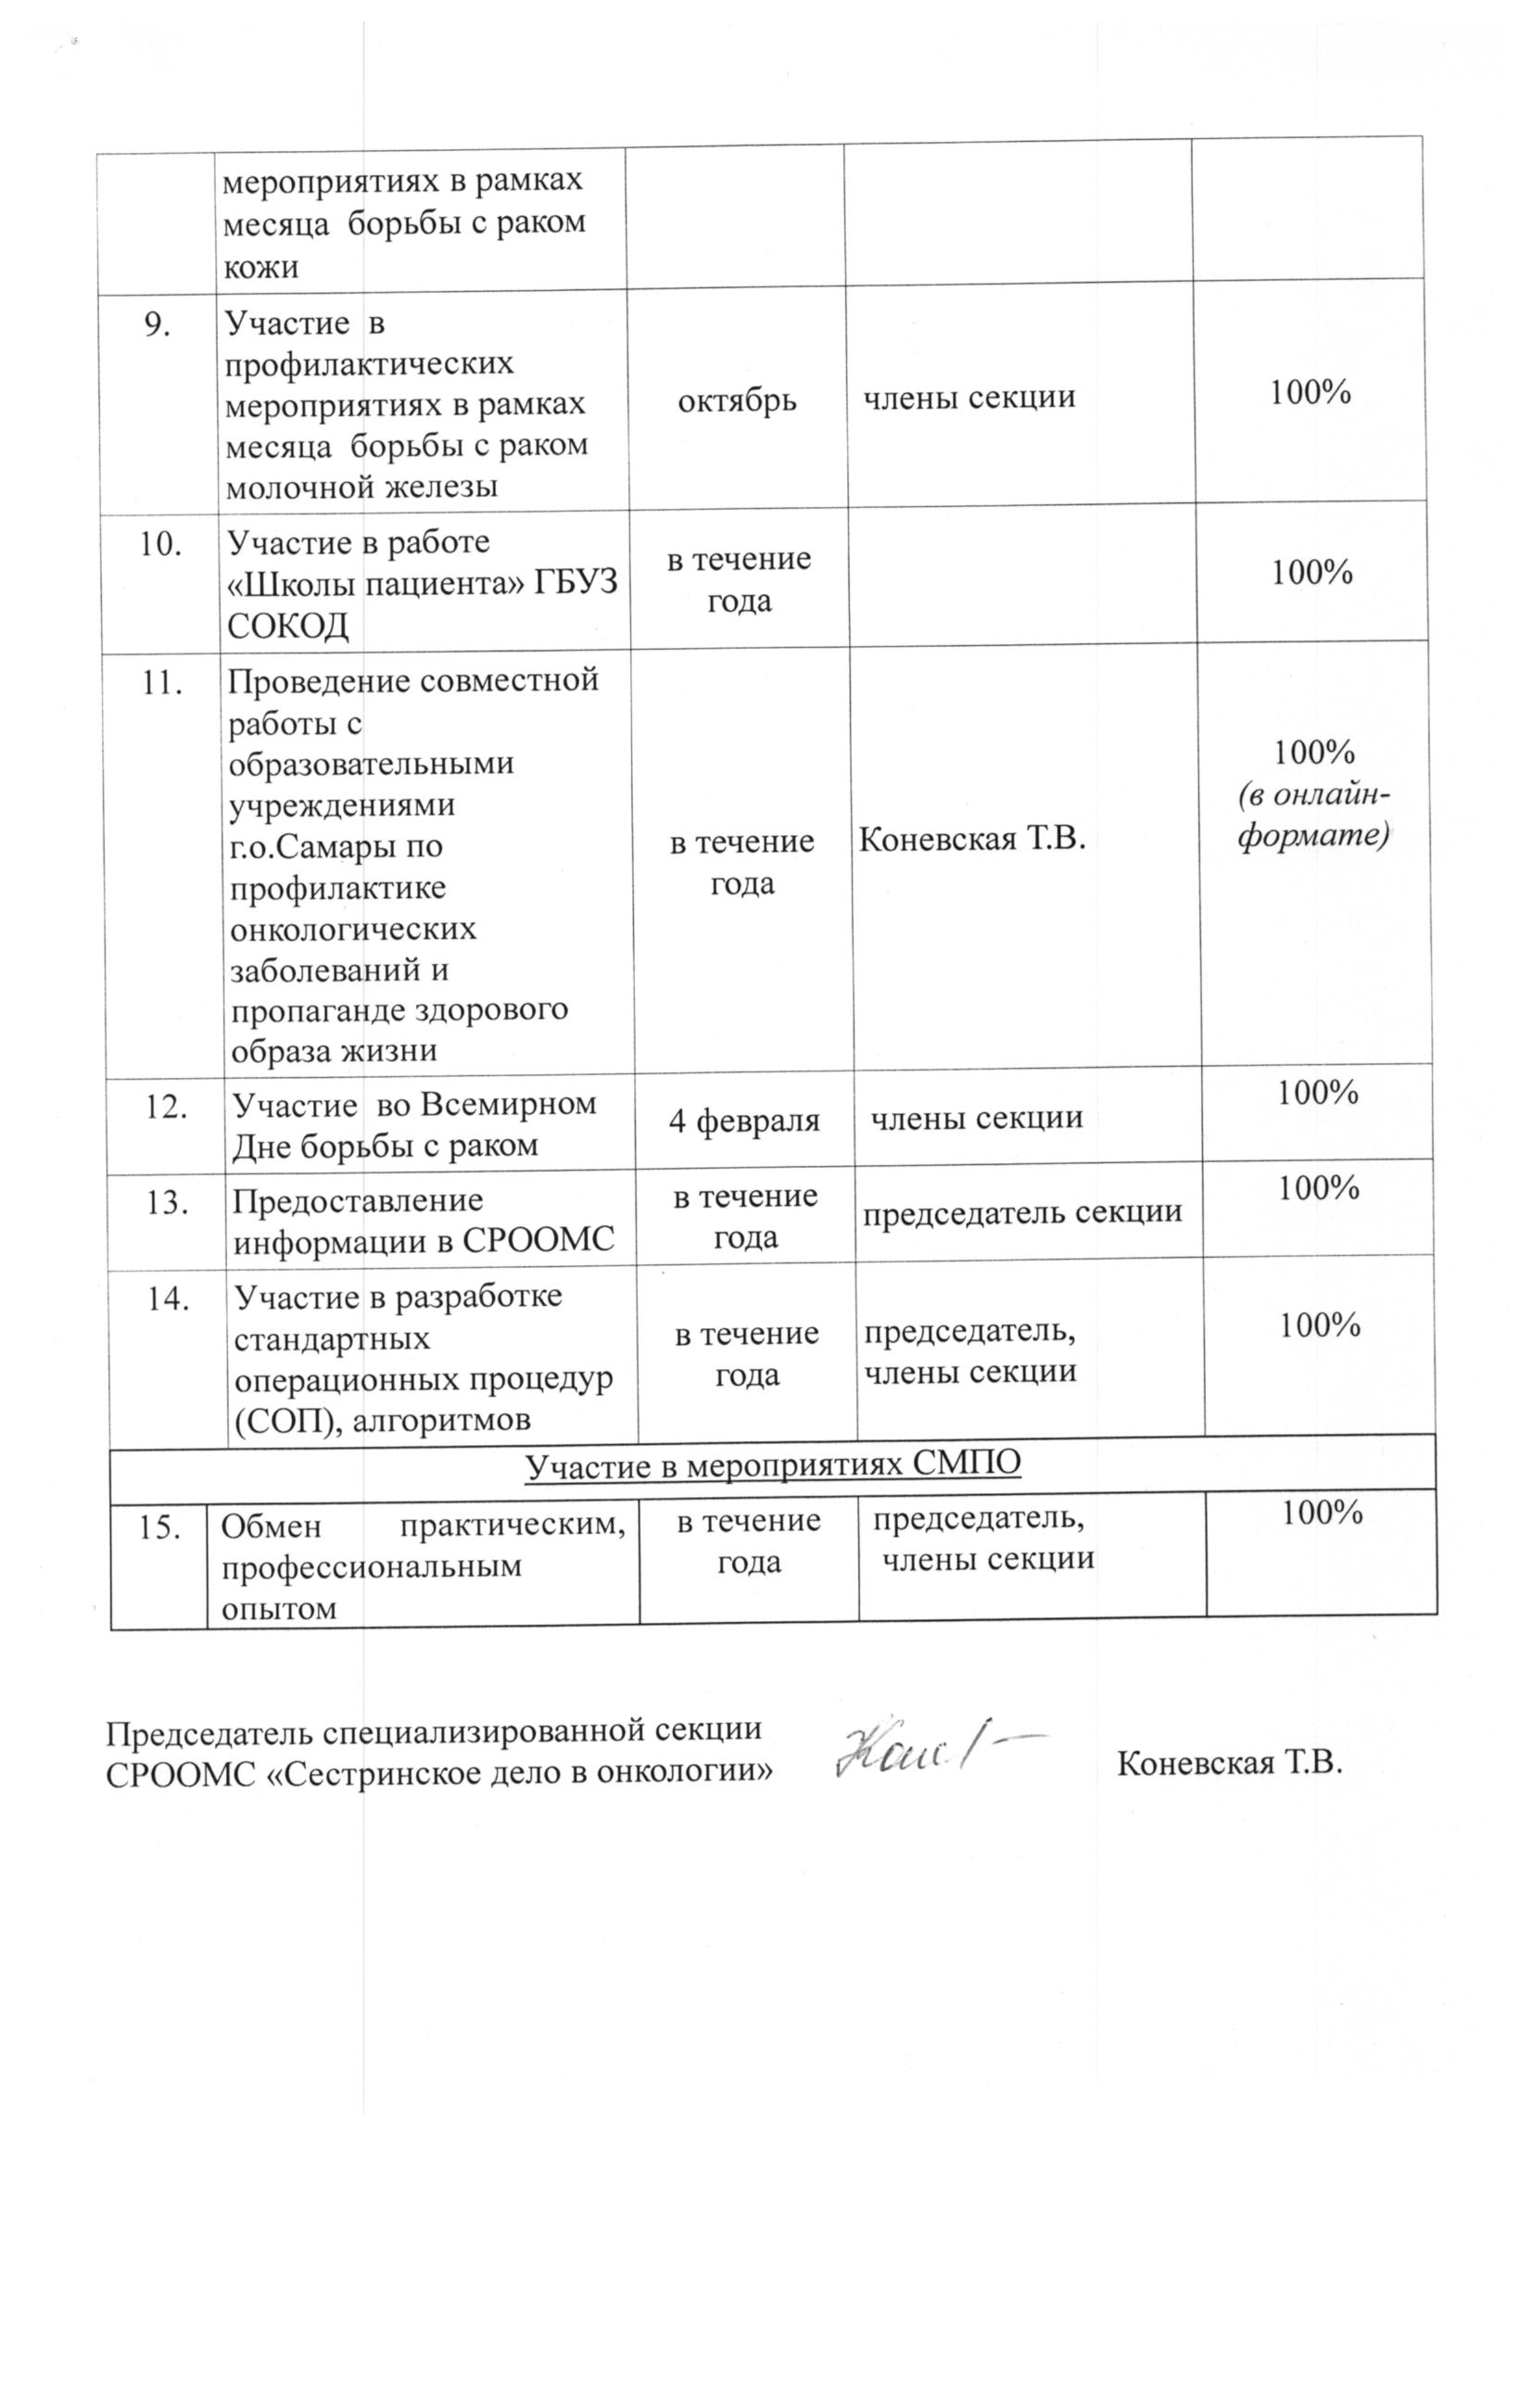 мероприятиях в рамках
месяца борьбы с раком
кожи
9.
Участие в
профилактических
мероприятиях в рамках
месяца борьбы с раком
молочной железы
октябрь
члены секции
100%
10.
Участие в работе
«Школы пациента» ГБУЗ
СОКОД
в течение
года
100%
11.
Проведение совместной
работы с
образовательными
учреждениями
г.о.Самары по
профилактике
онкологических
заболеваний и
пропаганде здорового
образа жизни
в течение
года
Коневская Т.В.
100%
(в онлайн-
формате)
12.
Участие во Всемирном
Дне борьбы с раком
4 февраля
члены секции
100%
13.
Предоставление
информации в СРООМС
в течение
года
председатель секции
100%
14.
Участие в разработке
стандартных
операционных процедур
(СОП), алгоритмов
в течение
года
председатель,
члены секции
100%
Участие в мероприятиях СМПО
15.
Обмен практическим,
профессиональным
опытом
в течение
года
председатель,
члены секции
100%
Председатель специализированной секции
СРООМС «Сестринское дело в онкологии»
Коневская Т.В.